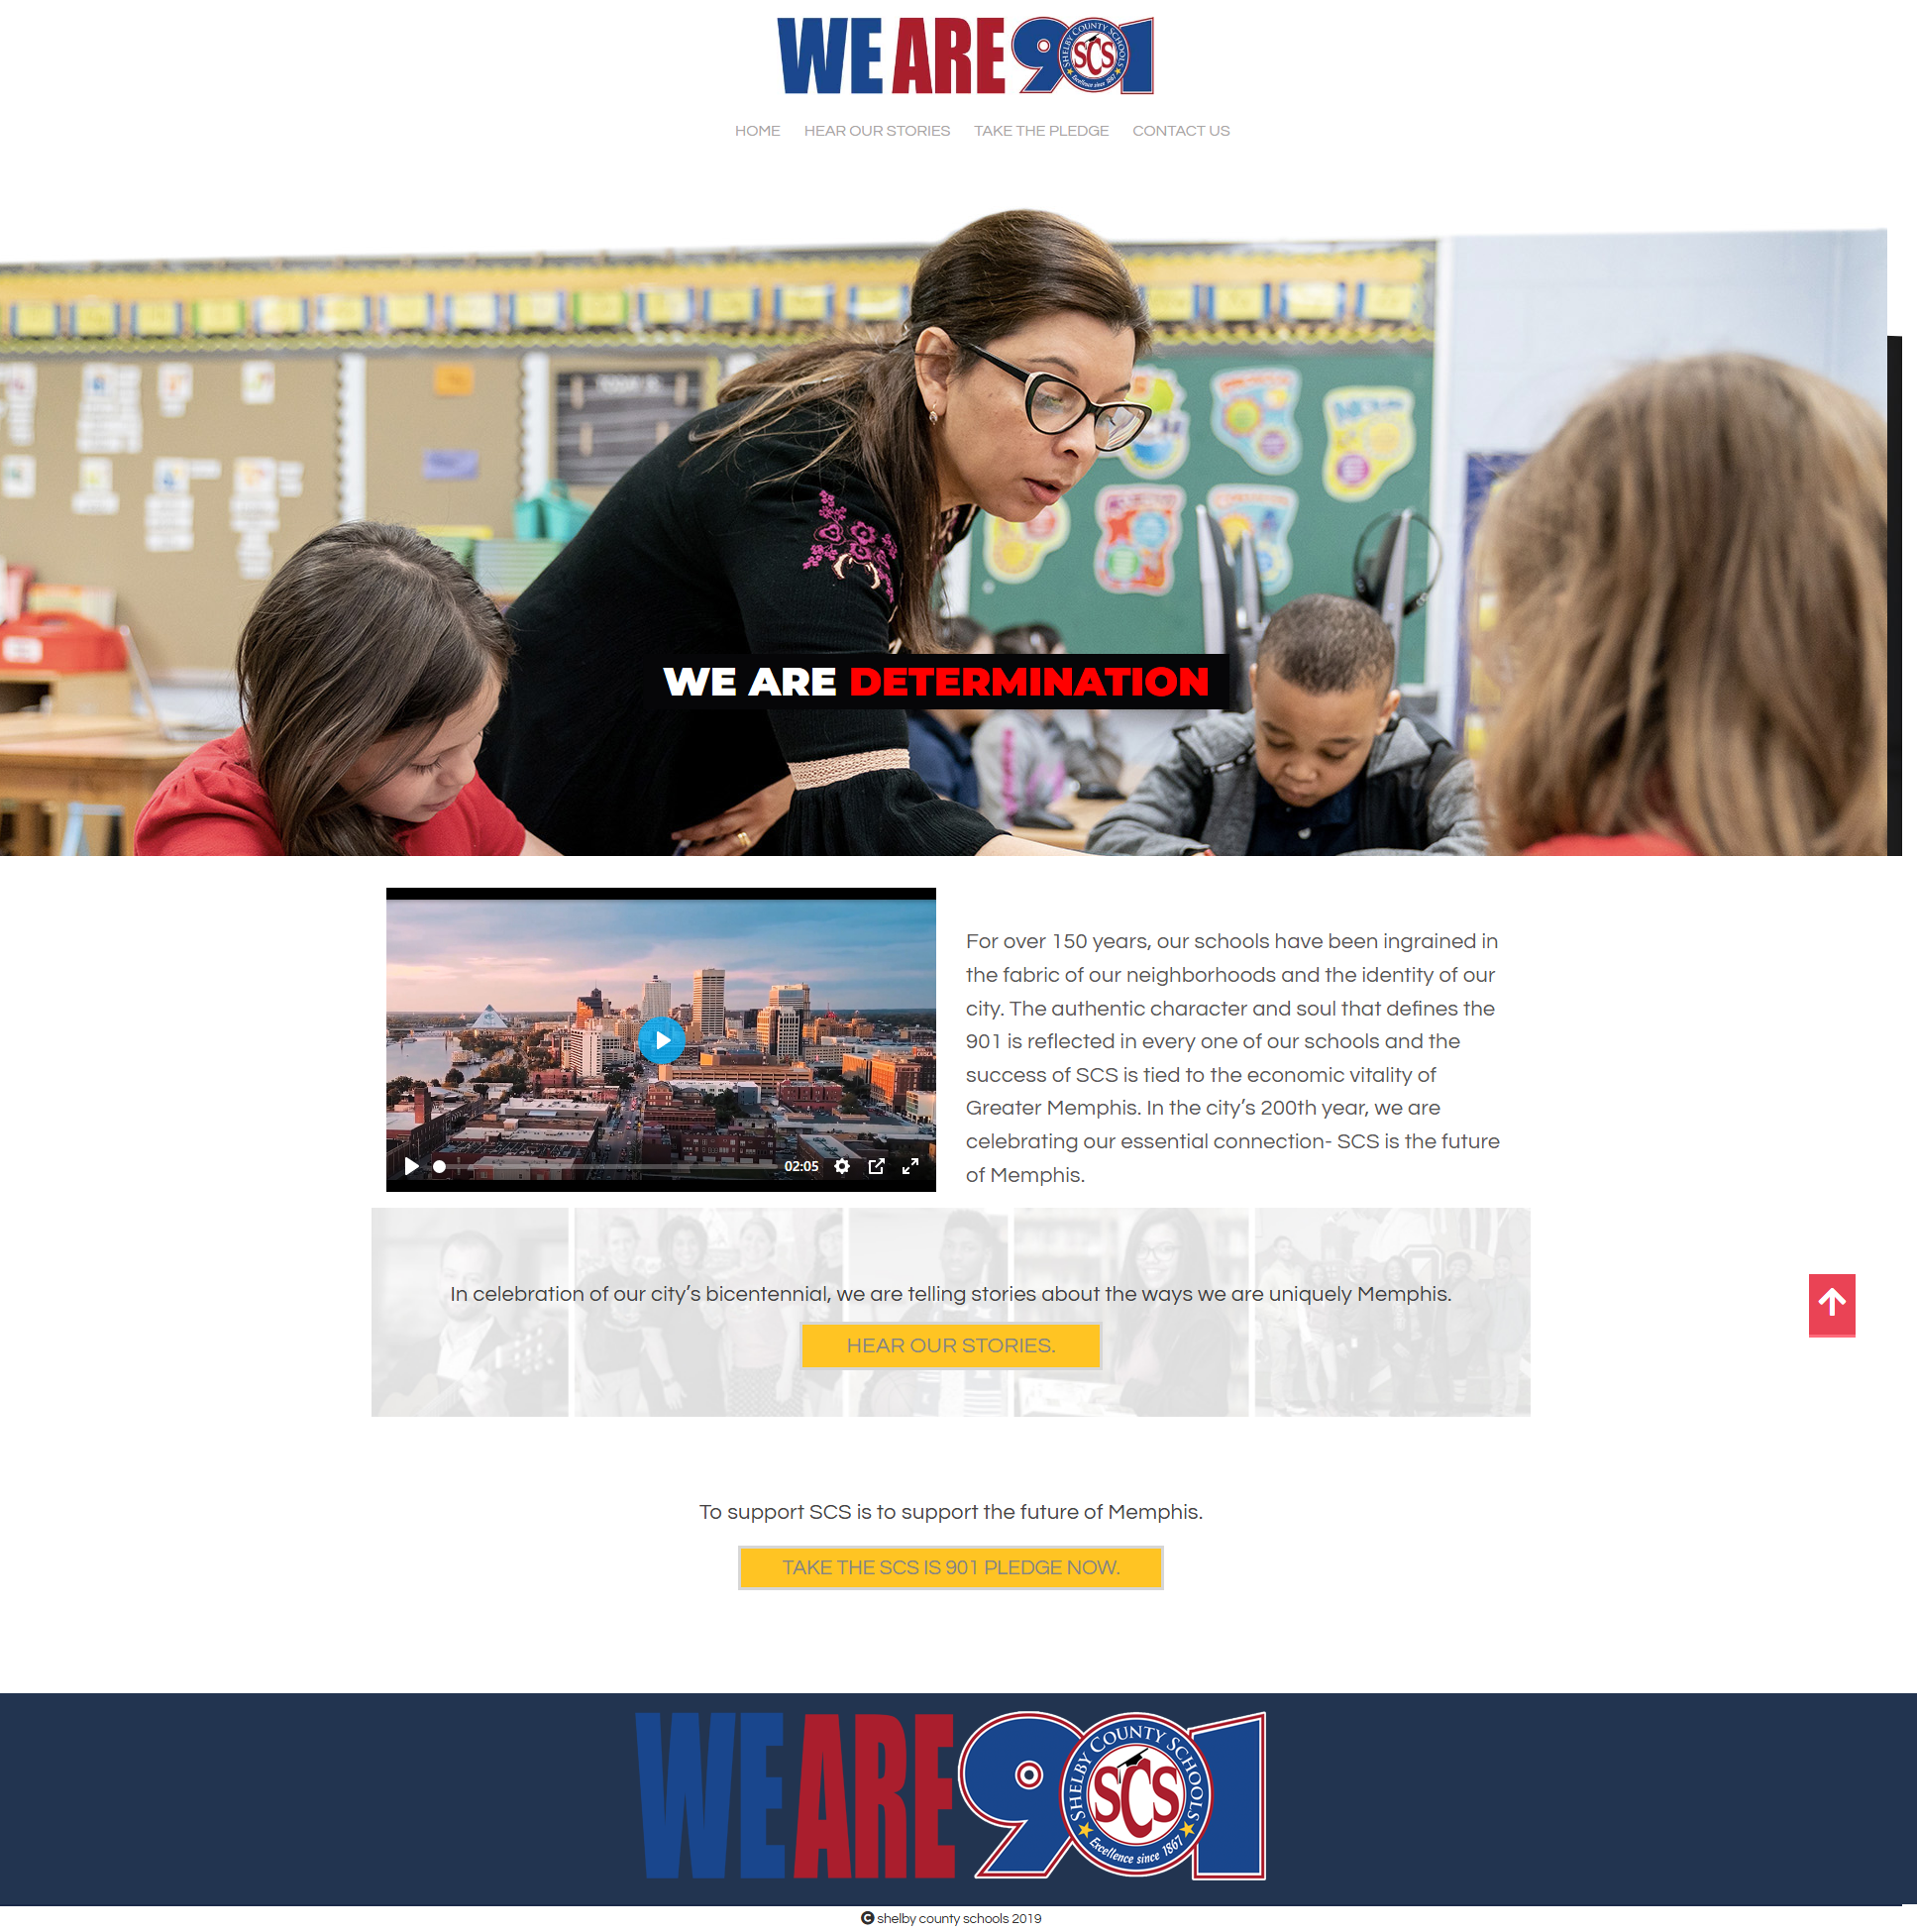 WE ARE 901
SHELBY COUNTY SCHOOLS
SCS
Excellence since 1867
HOME HEAR OUR STORIES TAKE THE PLEDGE CONTACT US
WE ARE DETERMINATION
For over 150 years, our schools have been ingrained in
the fabric of our neighborhoods and the identity of our
city. The authentic character and soul that defines the
901 is reflected in every one of our schools and the
success of SCS is tied to the economic vitality of
Greater Memphis. In the city’s 200th year, we are
celebrating our essential connection- SCS is the future
of Memphis.
02:05
In celebration of our city’s bicentennial, we are telling stories about the ways we are uniquely Memphis.
HEAR OUR STORIES.
To support SCS is to support the future of Memphis.
TAKE THE SCS IS 901 PLEDGE NOW.
WE ARE 901
SHELBY COUNTY SCHOOLS
SCS
Excellence since 1867
© shelby county schools 2019